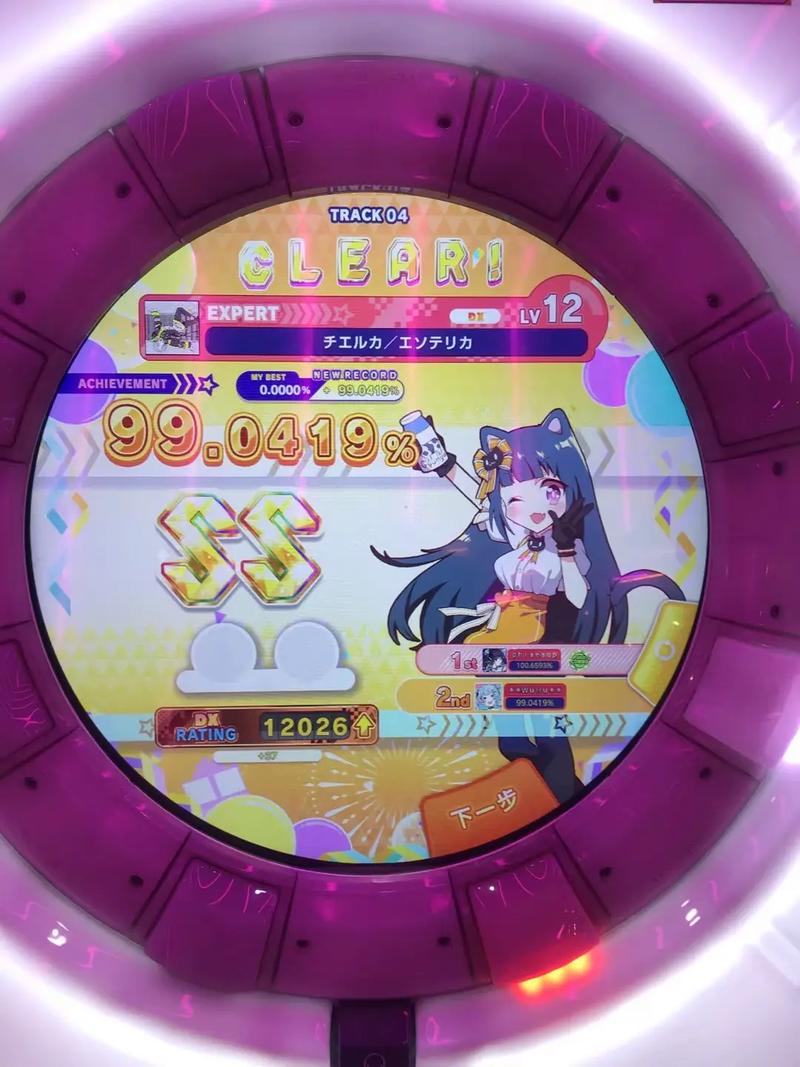 TRACK 04
CLEAR!
EXPERT
DX
LV 12
チエルカ／エソテリカ
ACHIEVEMENT
MY BEST
0.0000%
NEW RECORD
+ 99.0419%
99.0419%
SS
1st
100.6593%
2nd
99.0419%
DX RATING
12026
+37
下一步